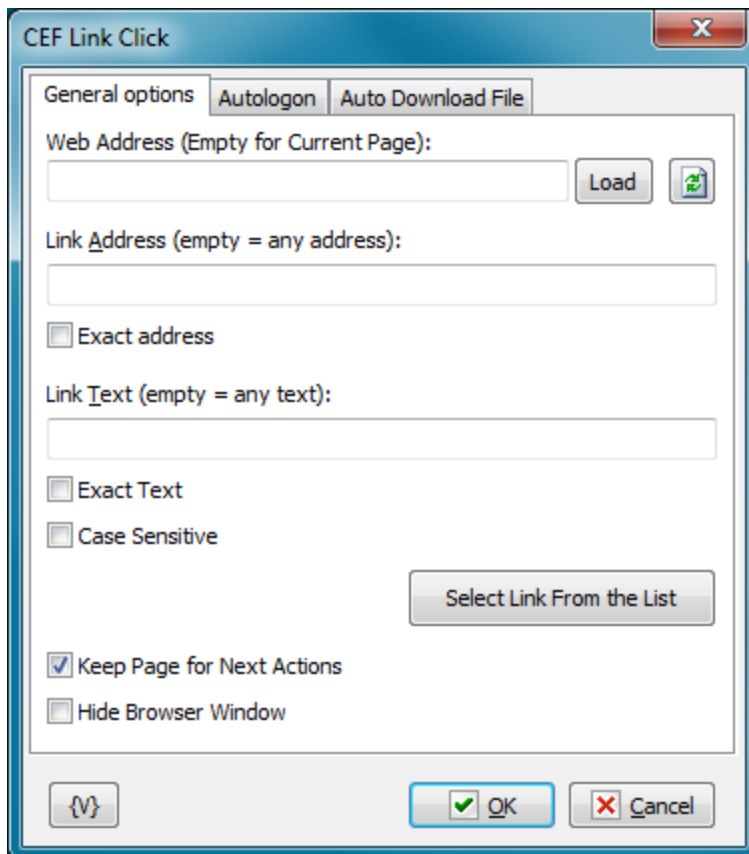 CEF Link Click
General options Autologon Auto Download File
Web Address (Empty for Current Page):
Load
Link Address (empty = any address):
Exact address
Link Text (empty = any text):
Exact Text
Case Sensitive
Select Link From the List
Keep Page for Next Actions
Hide Browser Window
{V} OK Cancel